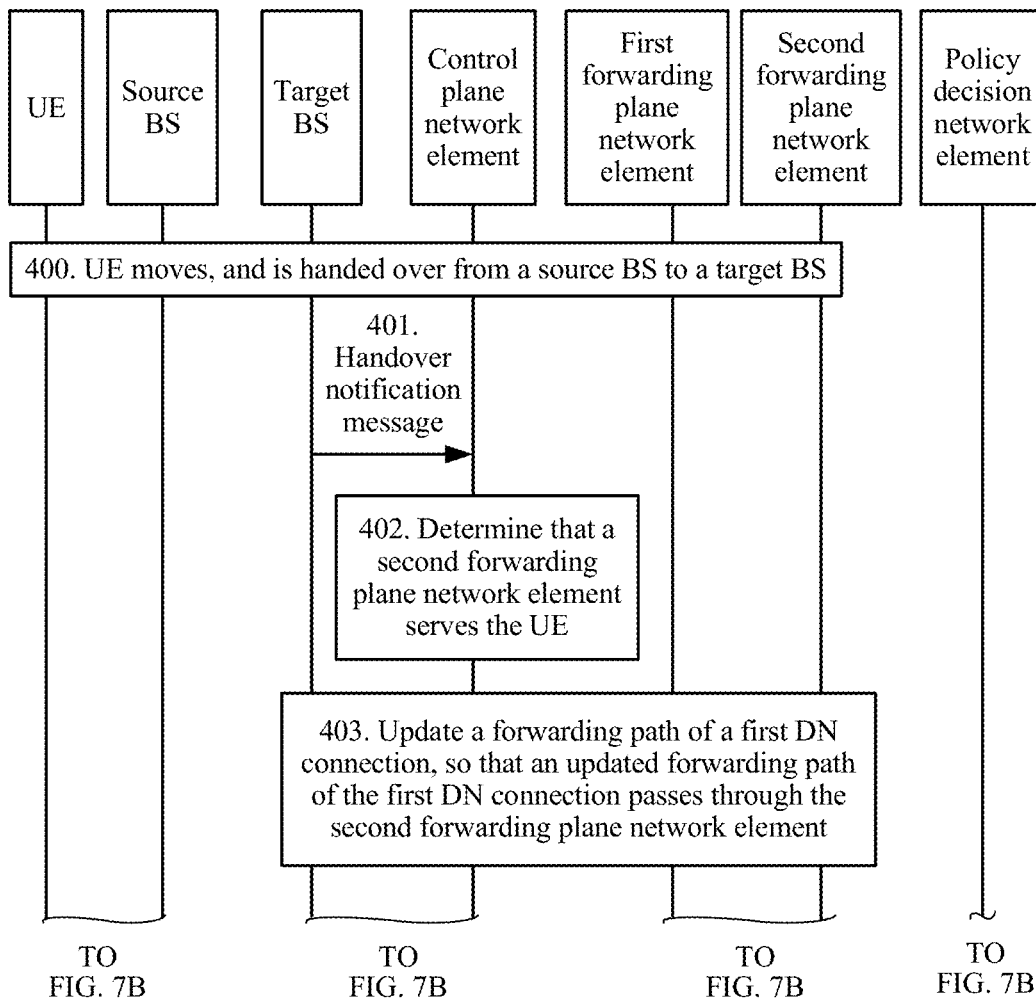 UE
Source
BS
Target
BS
Control
plane
network
element
First
forwarding
plane
network
element
Second
forwarding
plane
network
element
Policy
decision
network
element
400. UE moves, and is handed over from a source BS to a target BS
401.
Handover
notification
message
402. Determine that a
second forwarding
plane network element
serves the UE
403. Update a forwarding path of a first DN
connection, so that an updated forwarding path
of the first DN connection passes through the
second forwarding plane network element
TO
FIG. 7B
TO
FIG. 7B
TO
FIG. 7B
TO
FIG. 7B